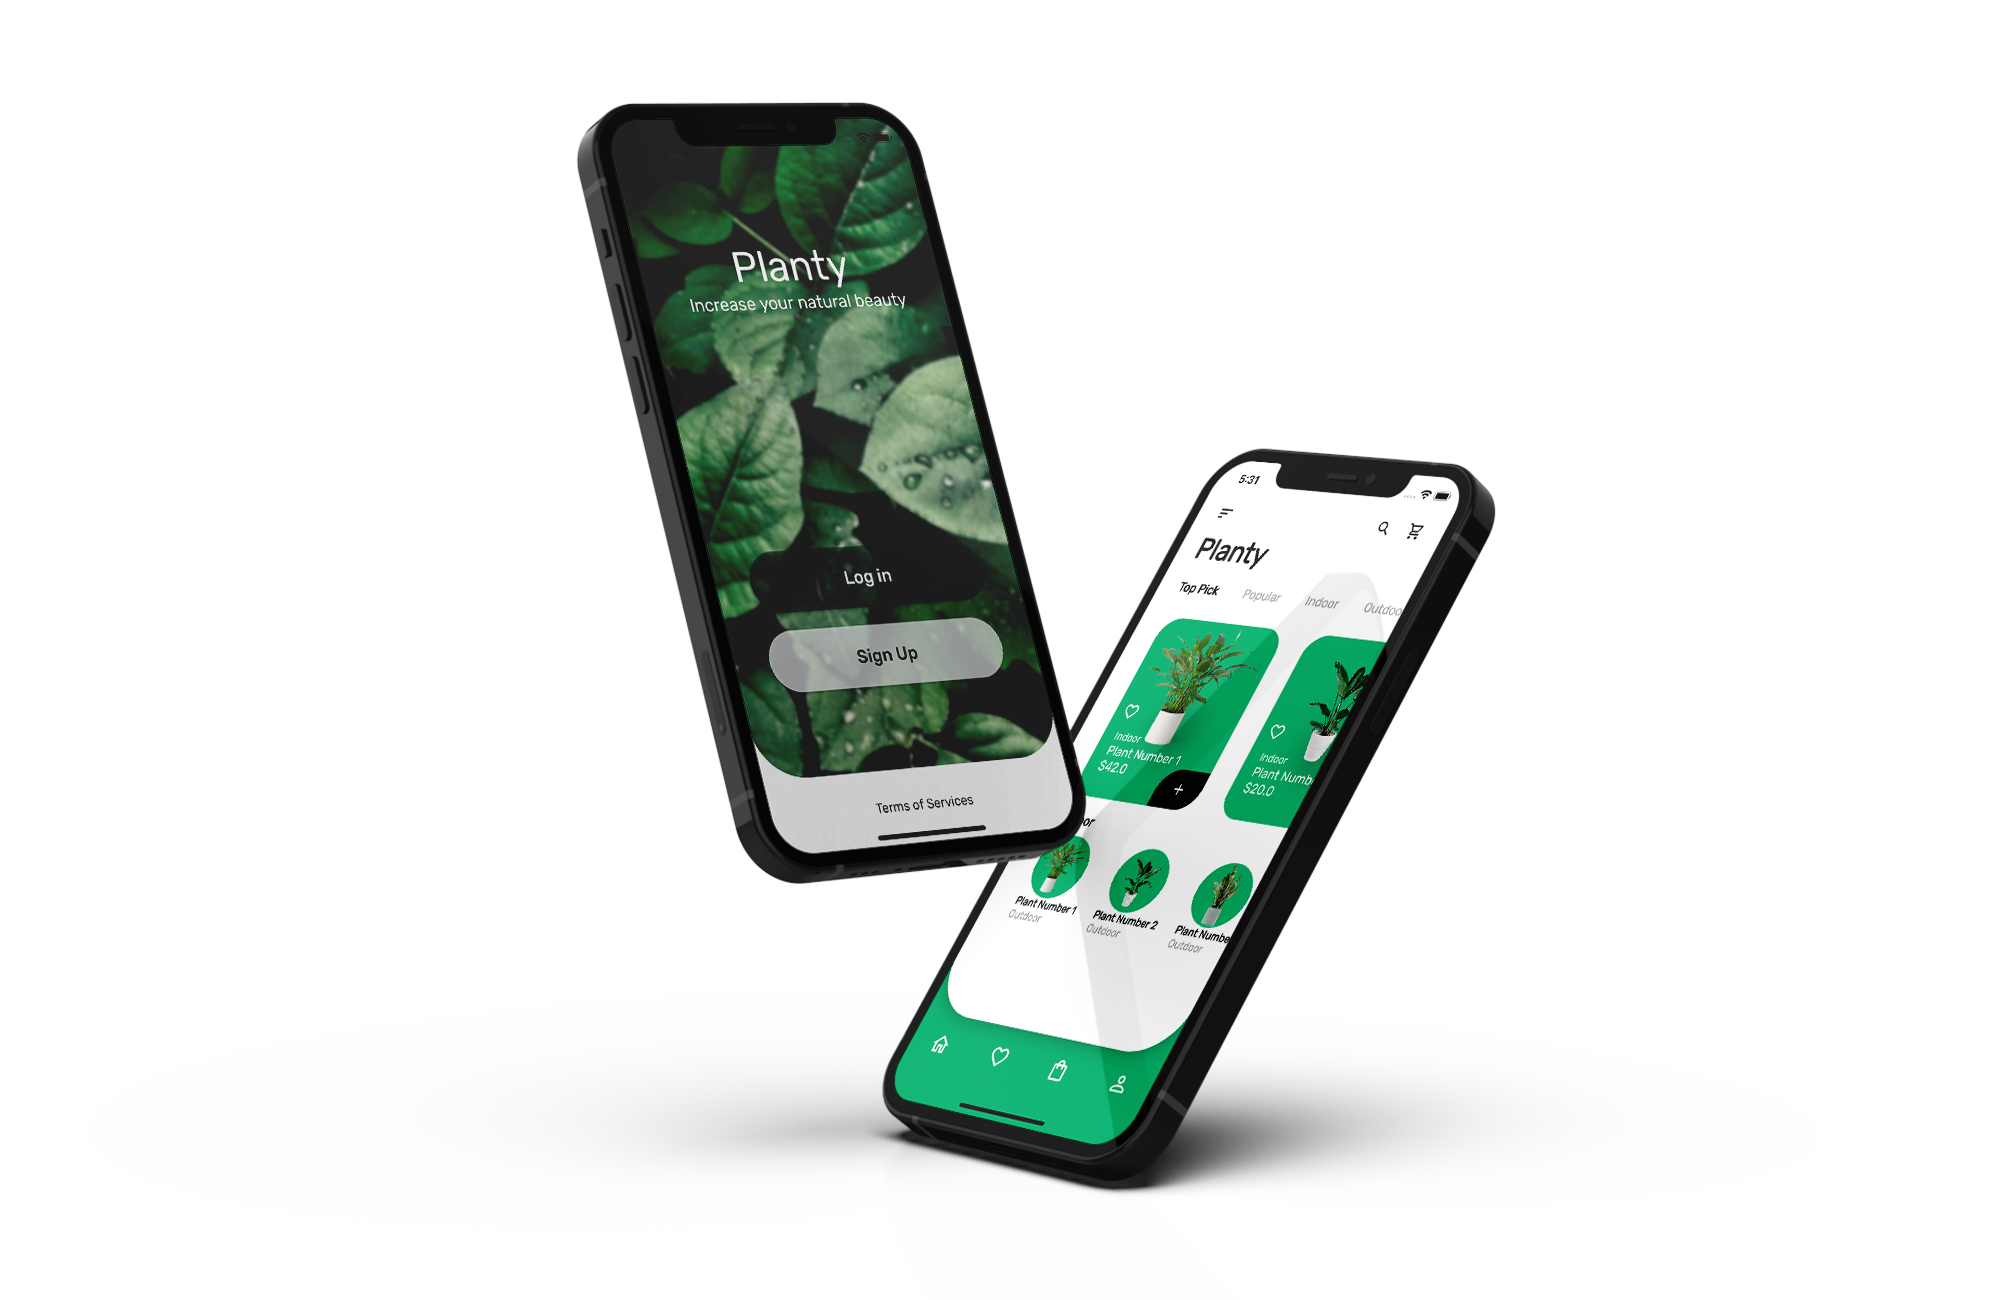 Planty
Increase your natural beauty
Log in
Sign Up
Terms of Services
5:31
Planty
Top Pick Popular Indoor Outdoo
Indoor
Plant Number 1
$42.0
+
Indoor
Plant Numb
$20.0
or
Plant Number 1
Outdoor
Plant Number 2
Outdoor
Plant Numbe
Outdoor